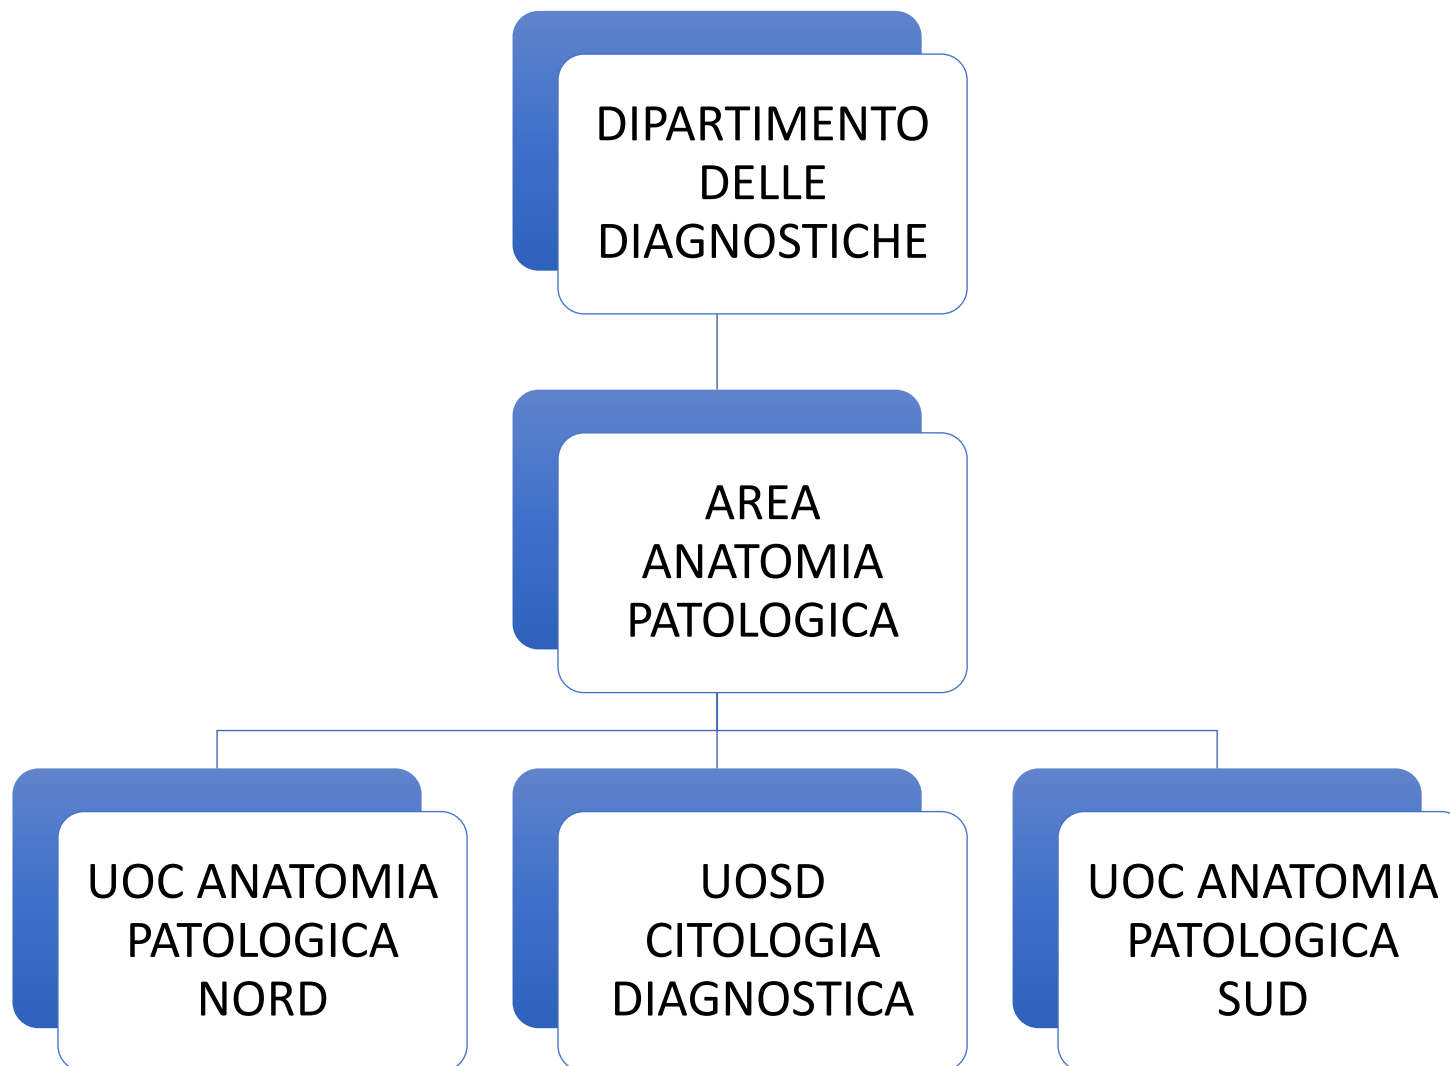 DIPARTIMENTO
DELLE
DIAGNOSTICHE
AREA
ANATOMIA
PATOLOGICA
UOC ANATOMIA
PATOLOGICA
NORD
UOSD
CITOLOGIA
DIAGNOSTICA
UOC ANATOMIA
PATOLOGICA
SUD